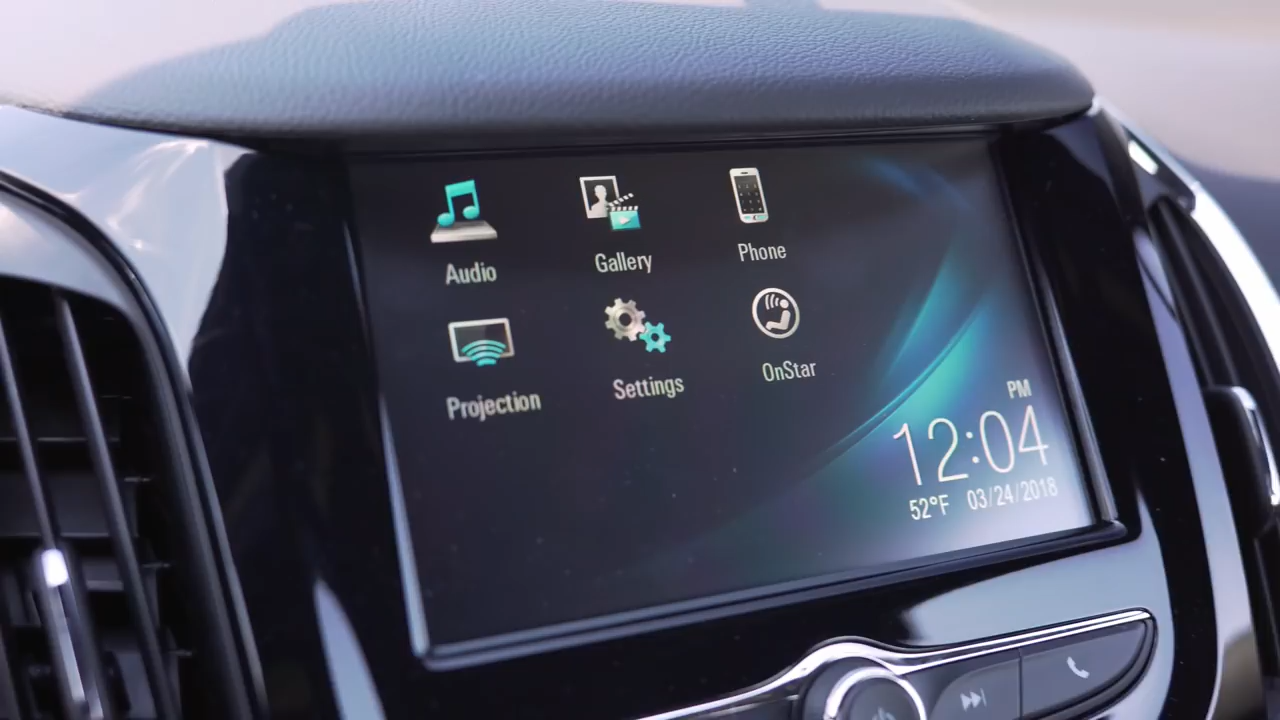 Audio
Gallery
Phone
Projection
Settings
OnStar
PM
12:04
52°F 03/24/2018